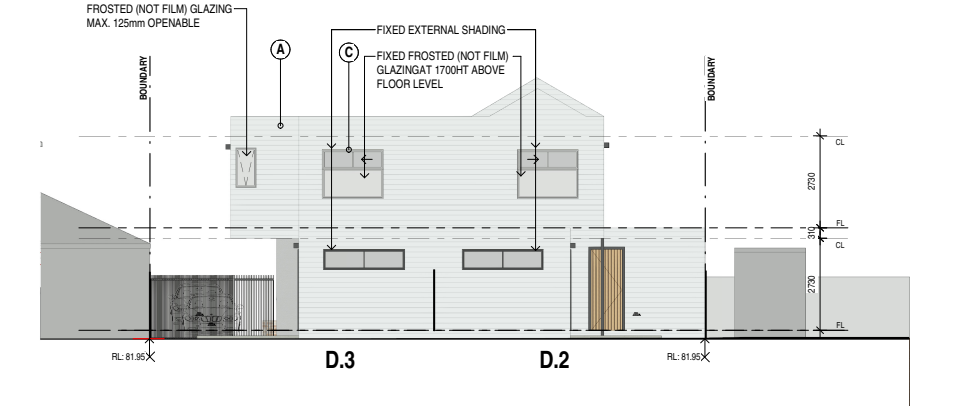 FROSTED (NOT FILM) GLAZING
MAX. 125mm OPENABLE
A
C
FIXED EXTERNAL SHADING
FIXED FROSTED (NOT FILM)
GLAZINGAT 1700HT ABOVE
FLOOR LEVEL
BOUNDARY
BOUNDARY
CL
2730
FL
310
CL
2730
FL
RL: 81.95
D.3
D.2
RL: 81.95